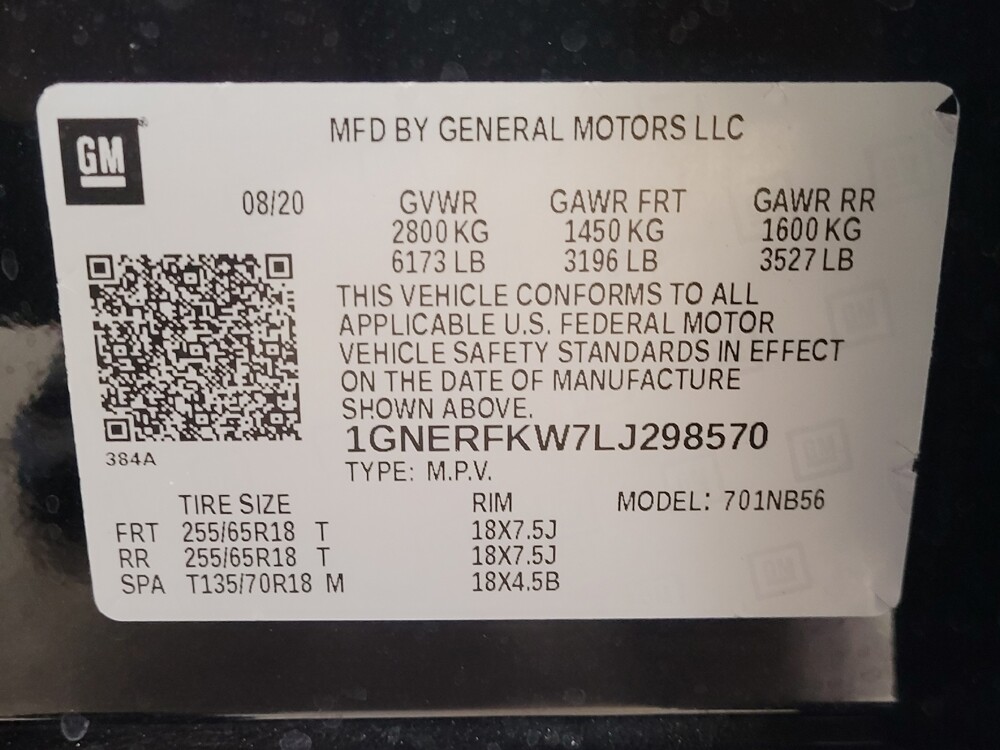 GM
MFD BY GENERAL MOTORS LLC
08/20 GVWR GAWR FRT GAWR RR
2800 KG 1450 KG 1600 KG
6173 LB 3196 LB 3527 LB
THIS VEHICLE CONFORMS TO ALL
APPLICABLE U.S. FEDERAL MOTOR
VEHICLE SAFETY STANDARDS IN EFFECT
ON THE DATE OF MANUFACTURE
SHOWN ABOVE.
1GNERFKW7LJ298570
384A
TYPE: M.P.V.
TIRE SIZE RIM MODEL: 701NB56
FRT 255/65R18 T 18X7.5J
RR 255/65R18 T 18X7.5J
SPA T135/70R18 M 18X4.5B